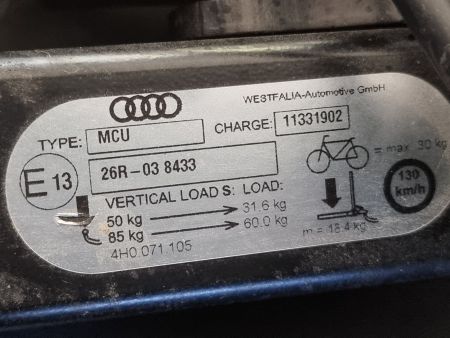 WESTFALIA-Automotive GmbH
TYPE: MCU CHARGE: 11331902
E 13 26R-03 8433
= max. 30 kg
130 km/h
VERTICAL LOAD S: LOAD:
50 kg 31.6 kg
85 kg 60.0 kg
m = 18.4 kg
4H0.071.105